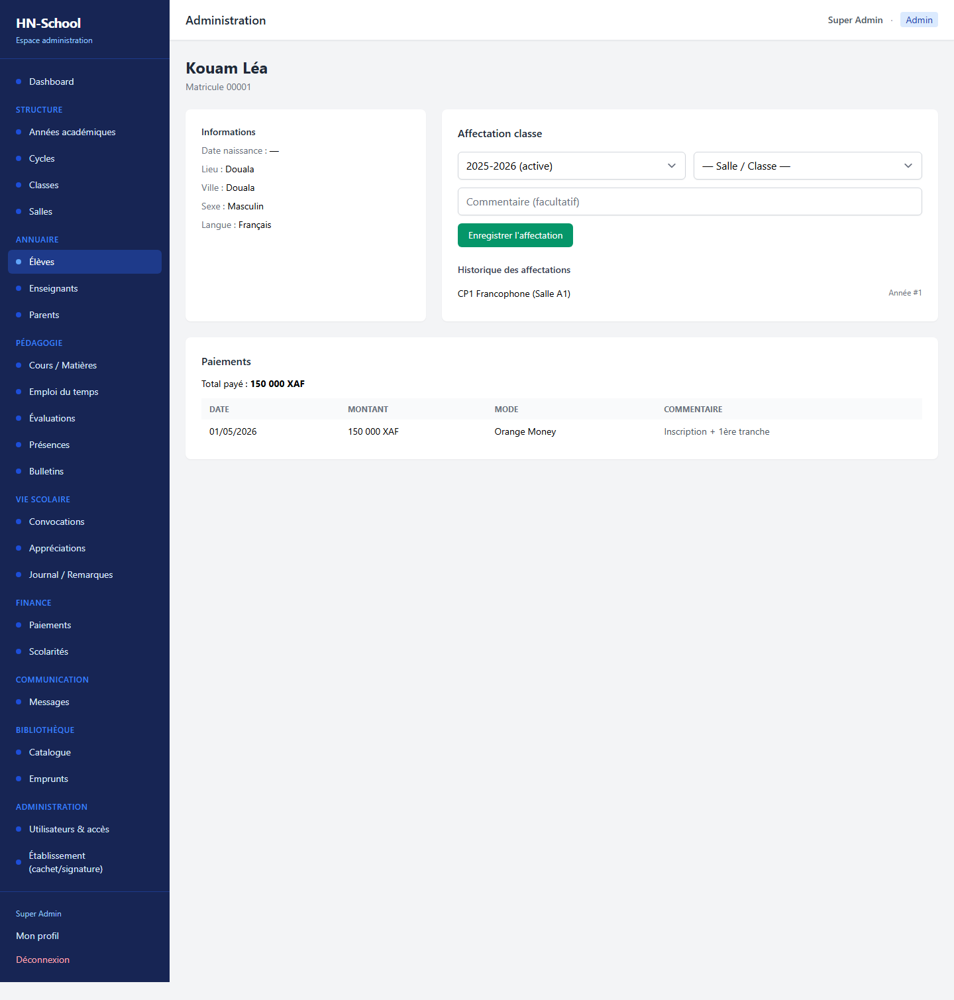 HN-School
Espace administration
Dashboard
STRUCTURE
Années académiques
Cycles
Classes
Salles
ANNUAIRE
Élèves
Enseignants
Parents
PÉDAGOGIE
Cours / Matières
Emploi du temps
Évaluations
Présences
Bulletins
VIE SCOLAIRE
Convocations
Appréciations
Journal / Remarques
FINANCE
Paiements
Scolarités
COMMUNICATION
Messages
BIBLIOTHÈQUE
Catalogue
Emprunts
ADMINISTRATION
Utilisateurs & accès
Établissement
(cachet/signature)
Super Admin
Mon profil
Déconnexion
Administration
Super Admin · Admin
Kouam Léa
Matricule 00001
Informations
Date naissance : —
Lieu : Douala
Ville : Douala
Sexe : Masculin
Langue : Français
Affectation classe
2025-2026 (active)
— Salle / Classe —
Commentaire (facultatif)
Enregistrer l'affectation
Historique des affectations
CP1 Francophone (Salle A1) Année #1
Paiements
Total payé : 150 000 XAF
DATE MONTANT MODE COMMENTAIRE
01/05/2026 150 000 XAF Orange Money Inscription + 1ère tranche